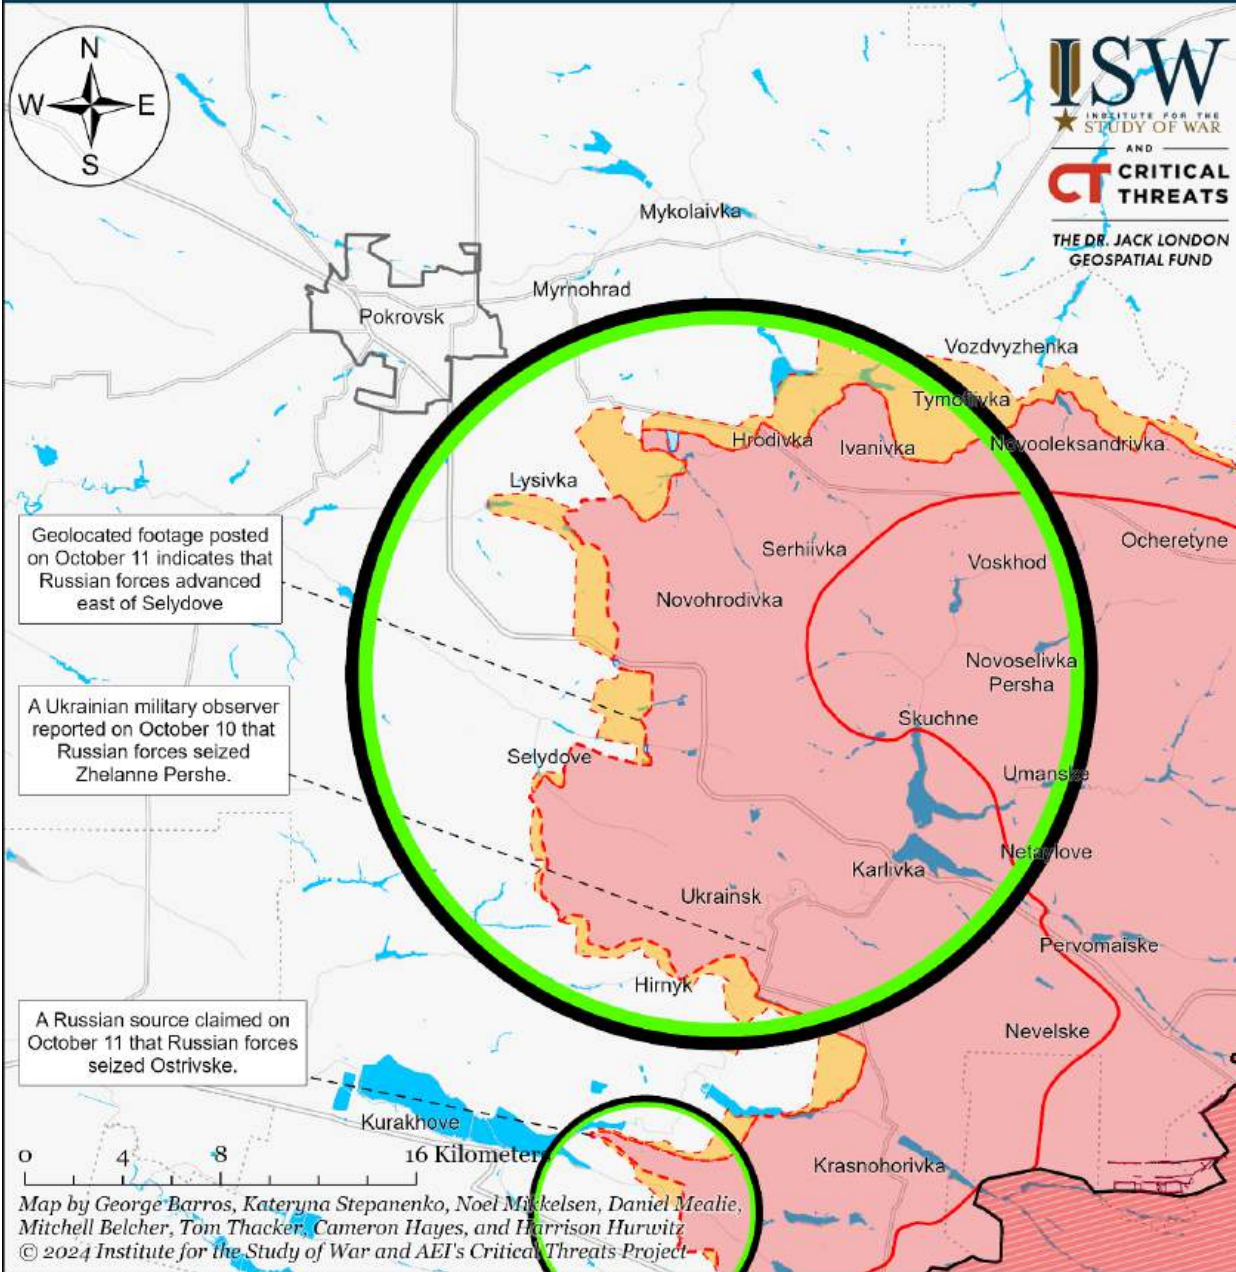 N
W E
S
ISW
INSTITUTE FOR THE
STUDY OF WAR
AND
CT CRITICAL
THREATS
THE DR. JACK LONDON
GEOSPATIAL FUND
Mykolaivka
Myrnohrad
Pokrovsk
Vozdvyzhenka
Tymofiivka
Hrodivka
Ivanivka
Novooleksandrivka
Lysivka
Ocheretyne
Serhiivka
Voskhod
Novohrodivka
Geolocated footage posted
on October 11 indicates that
Russian forces advanced
east of Selydove
Novoselivka
Persha
Skuchne
A Ukrainian military observer
reported on October 10 that
Russian forces seized
Zhelanne Pershe.
Selydove
Umanske
Netaylove
Karlivka
Ukrainsk
Pervomaiske
Hirnyk
Nevelske
A Russian source claimed on
October 11 that Russian forces
seized Ostrivske.
Kurakhove
Krasnohorivka
0 4 8 16 Kilometers
Map by George Barros, Kateryna Stepanenko, Noel Mikkelsen, Daniel Mealie,
Mitchell Belcher, Tom Thacker, Cameron Hayes, and Harrison Hurwitz
© 2024 Institute for the Study of War and AEI's Critical Threats Project